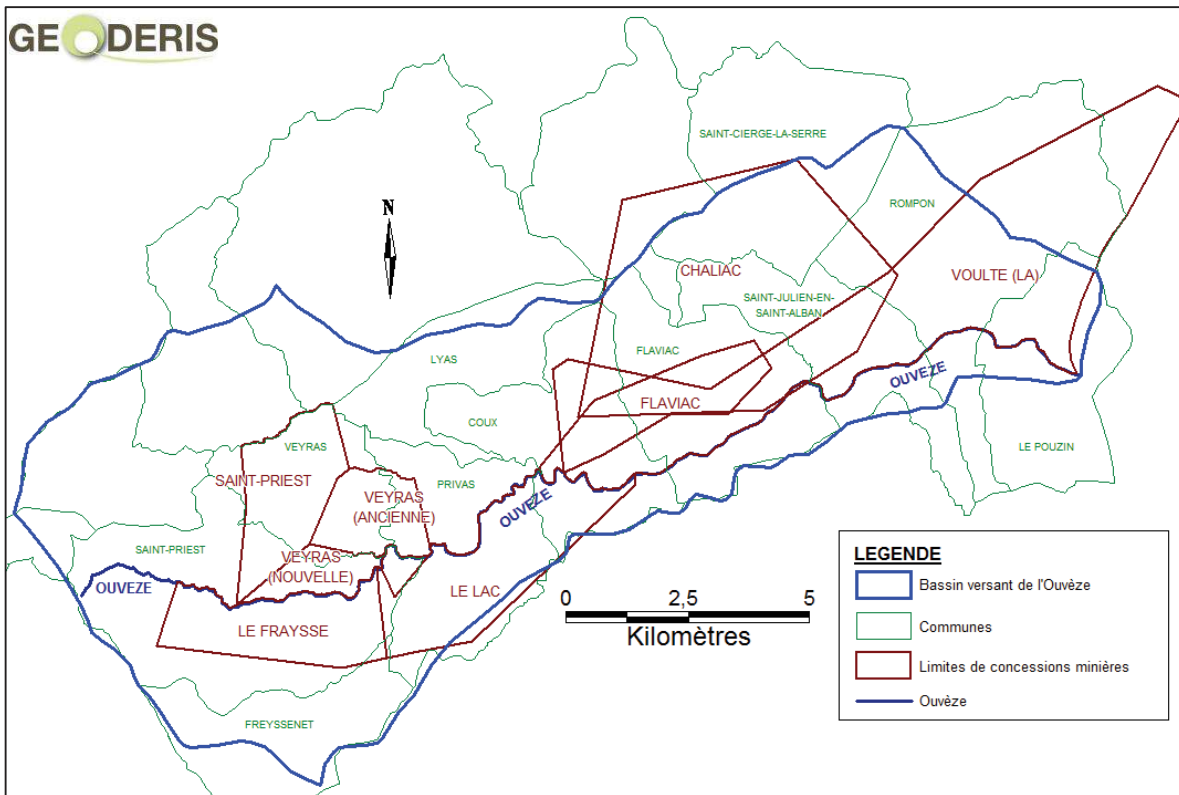 GEODERIS
SAINT-CIERGE-LA-SERRE
N
ROMPON
CHALIAC
VOULTE (LA)
SAINT-JULIEN-EN-
SAINT-ALBAN
LYAS
FLAVIAC
OUVEZE
FLAVIAC
COUX
VEYRAS
LE POUZIN
SAINT-PRIEST
PRIVAS
VEYRAS
(ANCIENNE)
OUVEZE
SAINT-PRIEST
VEYRAS
(NOUVELLE)
OUVEZE
LE LAC
LE FRAYSSE
FREYSSENET
0 2,5 5
Kilomètres
LEGENDE
Bassin versant de l'Ouvèze
Communes
Limites de concessions minières
Ouvèze